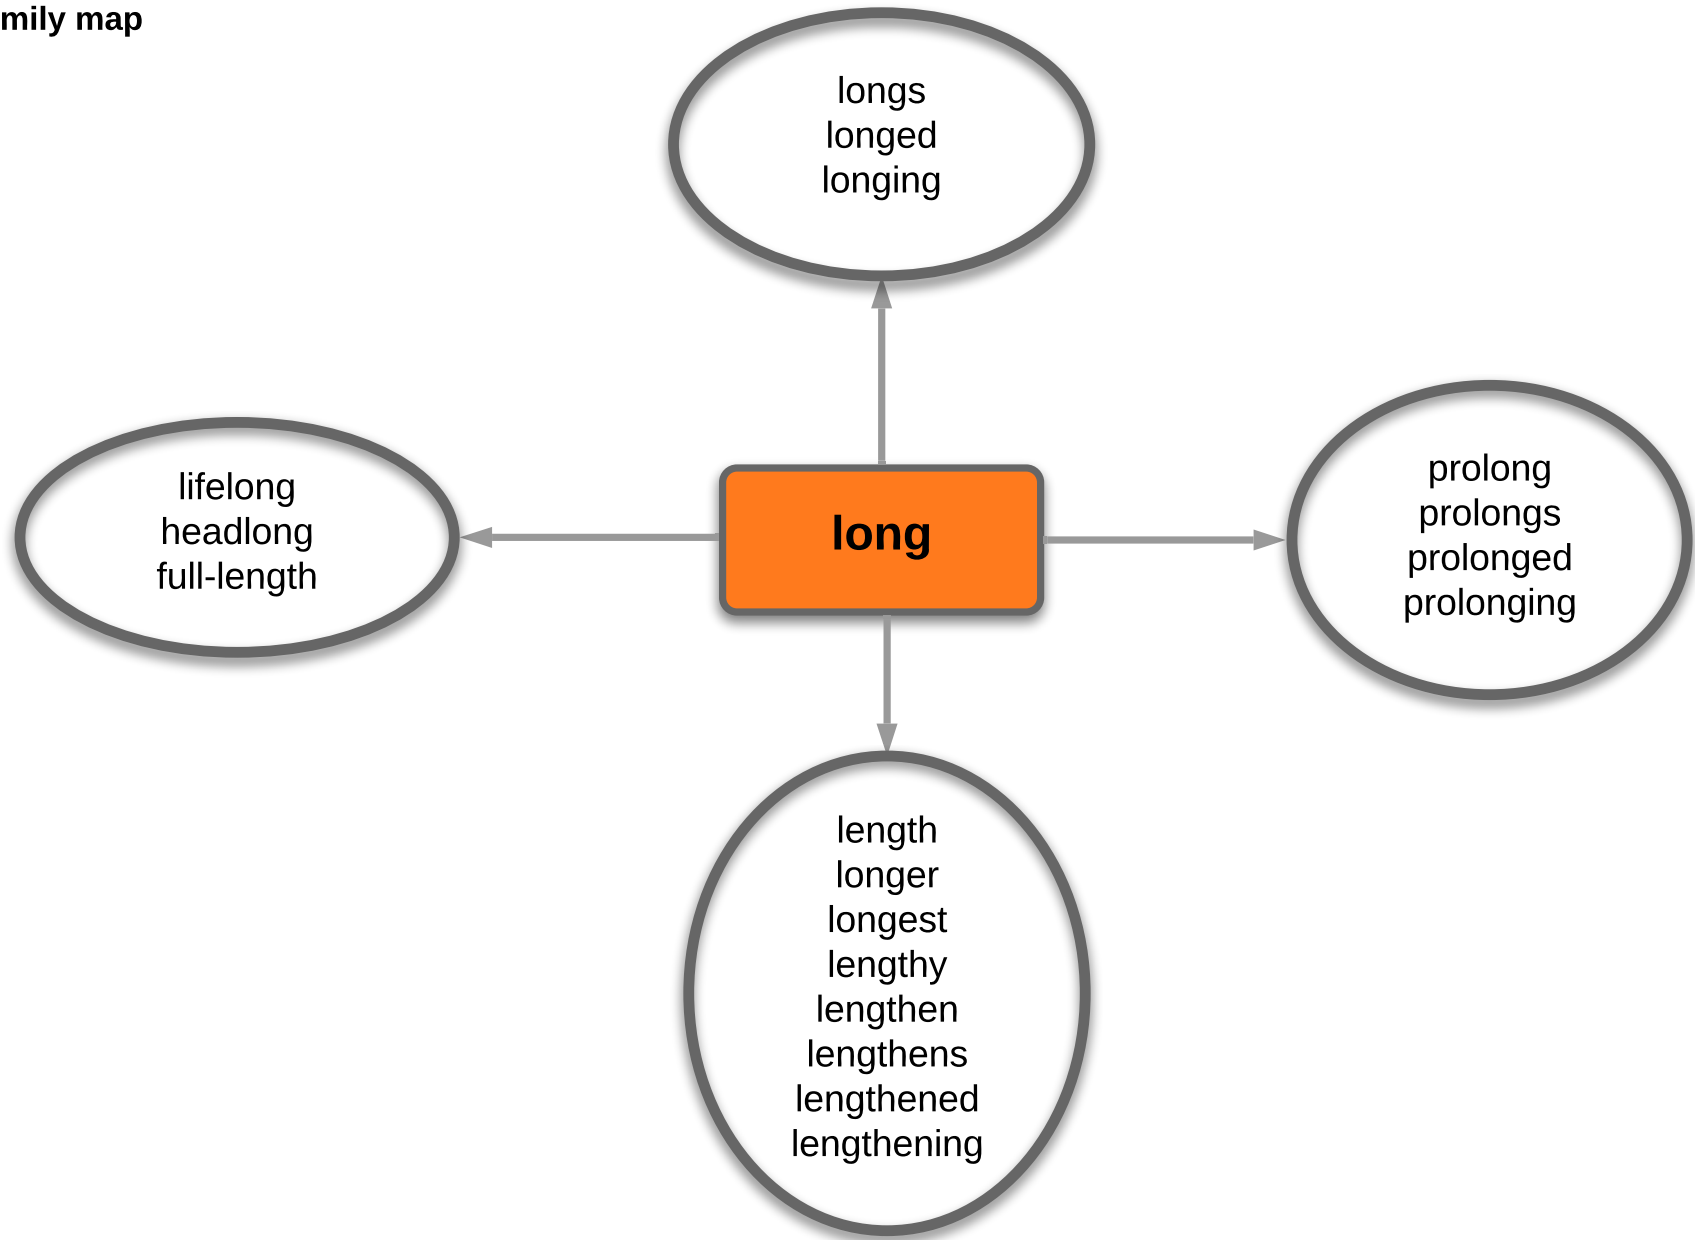 mily map
longs
longed
longing
lifelong
headlong
full-length
long
prolong
prolongs
prolonged
prolonging
length
longer
longest
lengthy
lengthen
lengthens
lengthened
lengthening